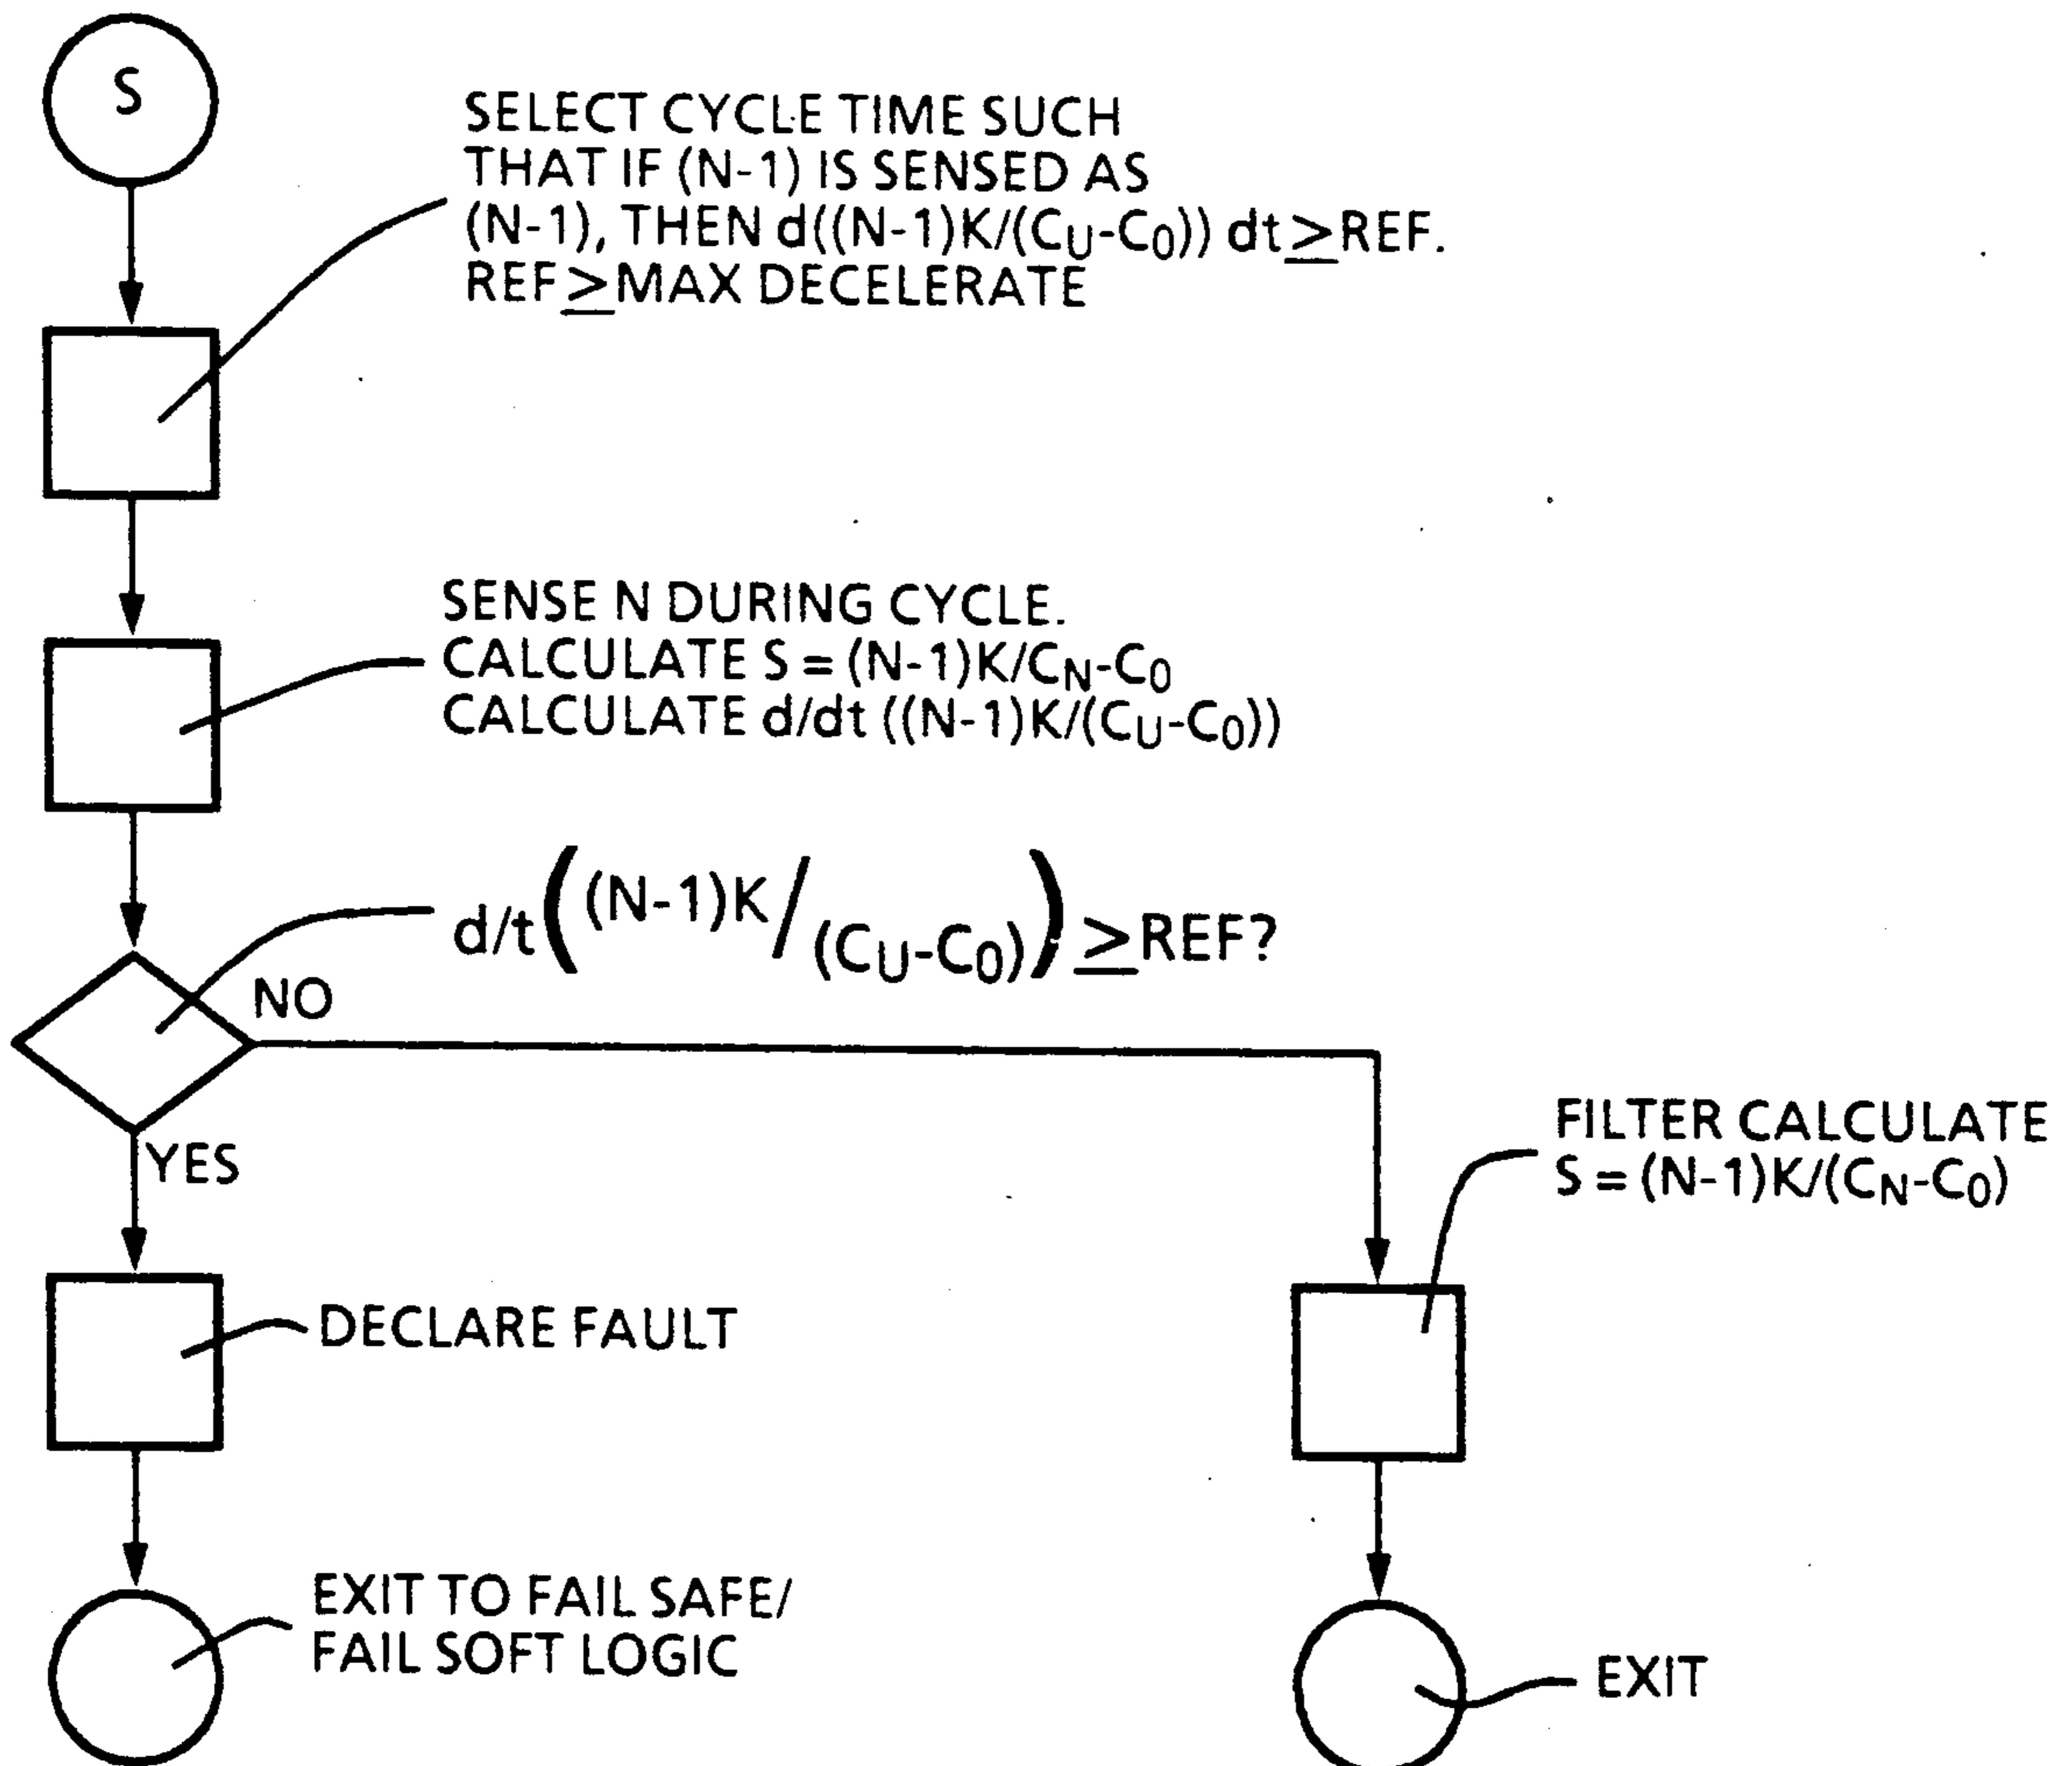 S
SELECT CYCLE TIME SUCH
THAT IF (N-1) IS SENSED AS
(N-1), THEN d((N-1)K/(CU-C0)) dt≥REF.
REF≥MAX DECELERATE
SENSE N DURING CYCLE.
CALCULATE S = (N-1)K/CN-C0
CALCULATE d/dt ((N-1)K/(CU-C0))
d/t((N-1)K/(CU-C0))≥REF?
NO
YES
FILTER CALCULATE
S = (N-1)K/(CN-C0)
DECLARE FAULT
EXIT TO FAIL SAFE/
FAIL SOFT LOGIC
EXIT